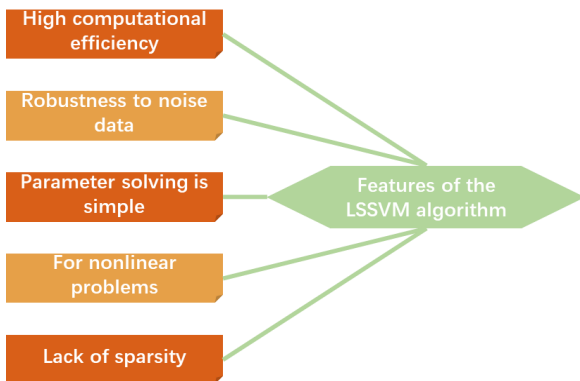 High computational
efficiency
Robustness to noise
data
Parameter solving is
simple
For nonlinear
problems
Lack of sparsity
Features of the
LSSVM algorithm